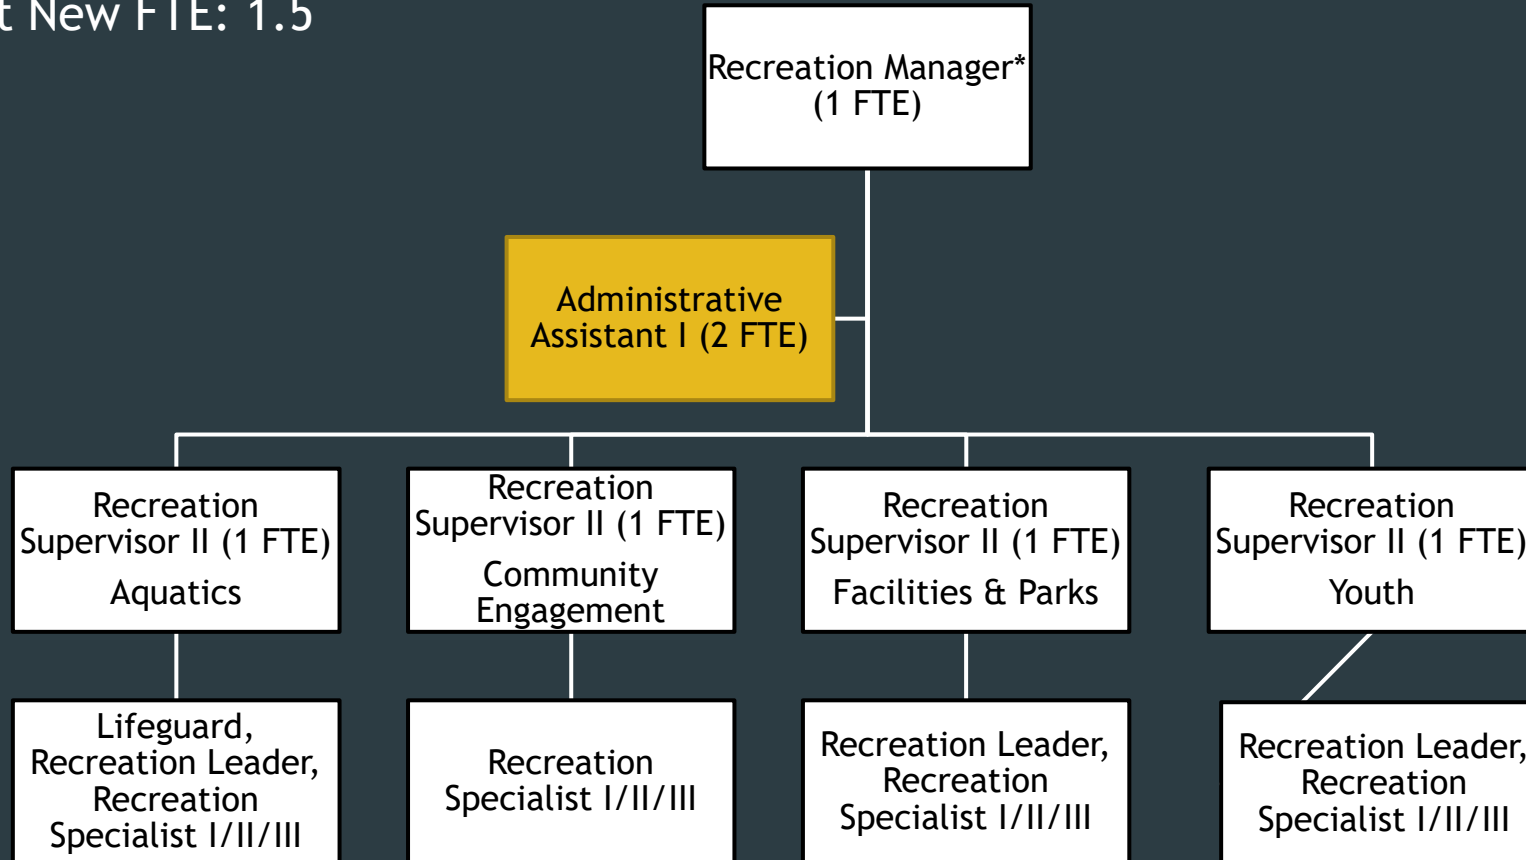 New FTE: 1.5
Recreation Manager*
(1 FTE)
Administrative
Assistant I (2 FTE)
Recreation
Supervisor II (1 FTE)
Aquatics
Recreation
Supervisor II (1 FTE)
Community
Engagement
Recreation
Supervisor II (1 FTE)
Facilities & Parks
Recreation
Supervisor II (1 FTE)
Youth
Lifeguard,
Recreation Leader,
Recreation
Specialist I/II/III
Recreation
Specialist I/II/III
Recreation Leader,
Recreation
Specialist I/II/III
Recreation Leader,
Recreation
Specialist I/II/III